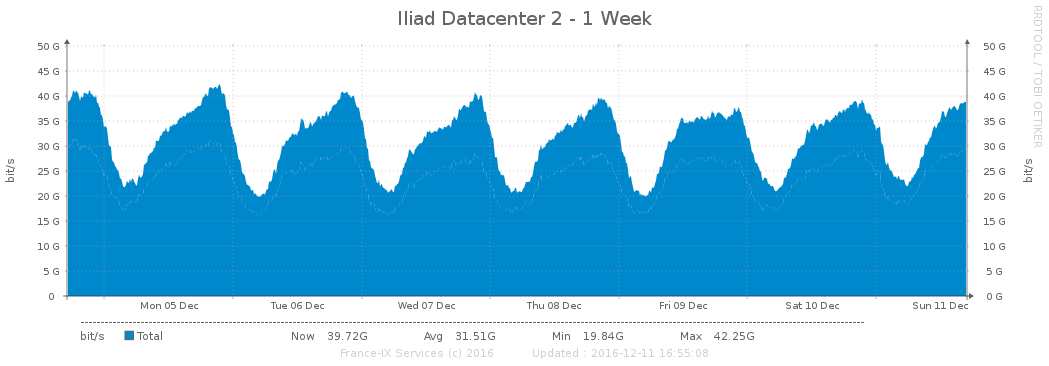 Iliad Datacenter 2 - 1 Week
RRDTOOL / TOBI OETIKER
bit/s
bit/s
50 G 50 G
45 G 45 G
40 G 40 G
35 G 35 G
30 G 30 G
25 G 25 G
20 G 20 G
15 G 15 G
10 G 10 G
5 G 5 G
0 0 G
Mon 05 Dec Tue 06 Dec Wed 07 Dec Thu 08 Dec Fri 09 Dec Sat 10 Dec Sun 11 Dec
bit/s Total Now 39.72G Avg 31.51G Min 19.84G Max 42.25G
France-IX Services (c) 2016 Updated : 2016-12-11 16:55:08